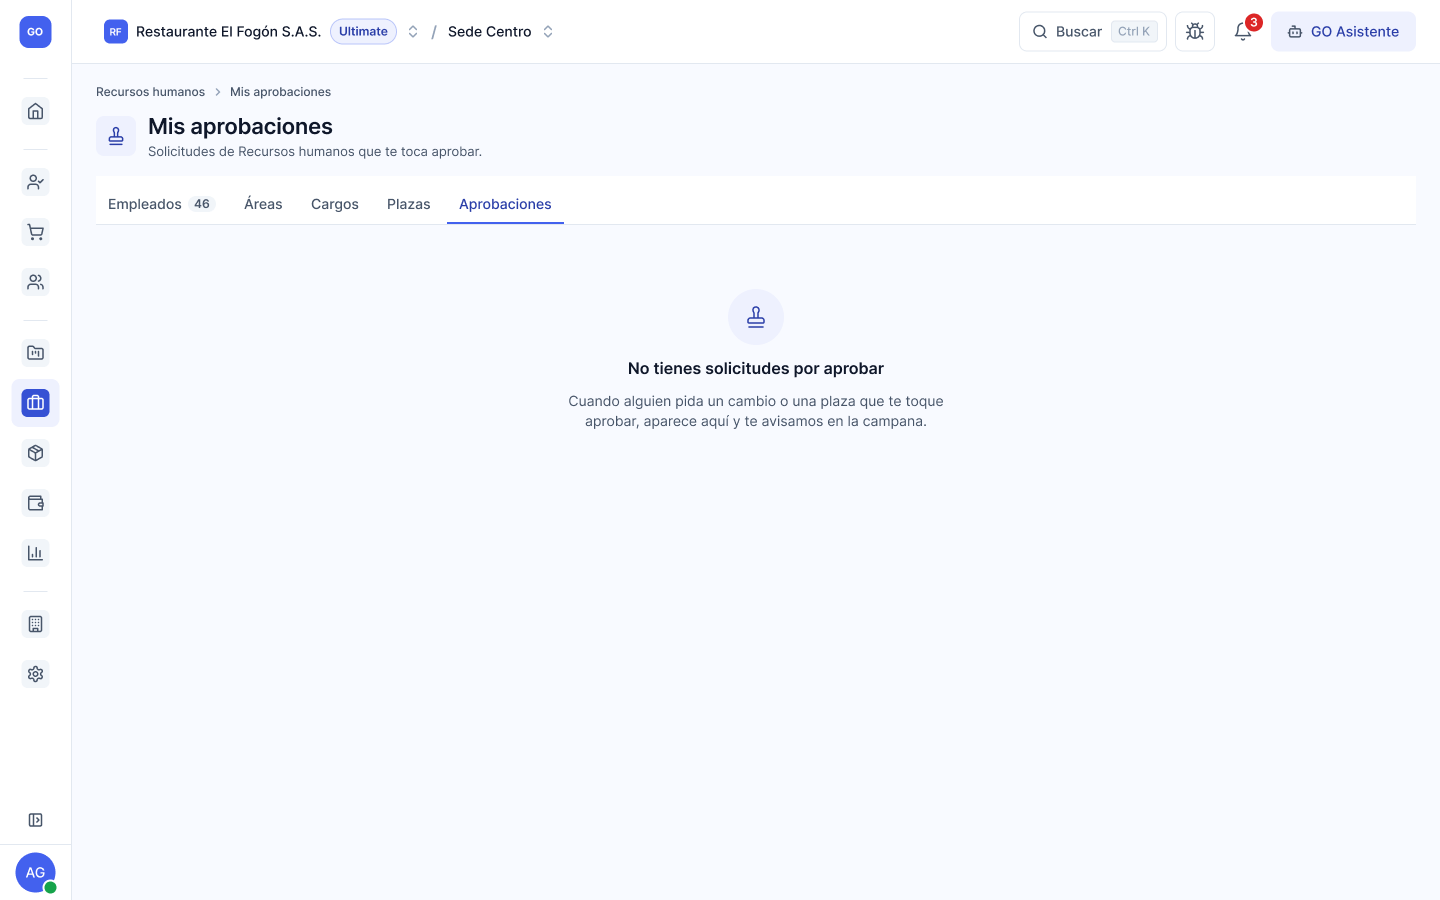 GO
RF Restaurante El Fogón S.A.S. Ultimate / Sede Centro
Buscar Ctrl K
3
GO Asistente
Recursos humanos > Mis aprobaciones
Mis aprobaciones
Solicitudes de Recursos humanos que te toca aprobar.
Empleados 46 Áreas Cargos Plazas Aprobaciones
No tienes solicitudes por aprobar
Cuando alguien pida un cambio o una plaza que te toque
aprobar, aparece aquí y te avisamos en la campana.
AG